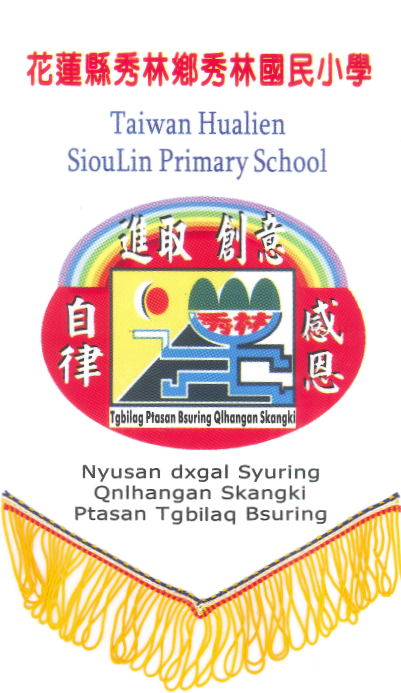 花蓮縣秀林鄉秀林國民小學
Taiwan Hualien
SiouLin Primary School
進取 創意
自律
感恩
秀林
Tgbilag Ptasan Bsuring Qlhangan Skangki
Nyusan dxgal Syuring
Qnlhangan Skangki
Ptasan Tgbilaq Bsuring